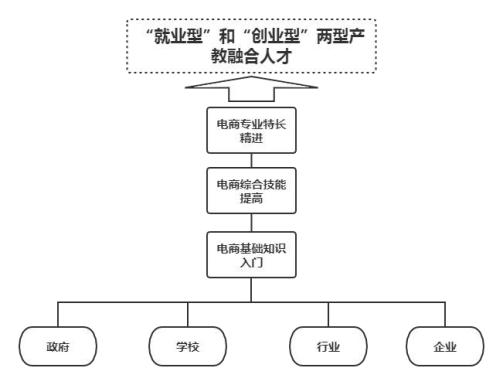 “就业型”和“创业型”两型产
教融合人才
电商专业特长
精进
电商综合技能
提高
电商基础知识
入门
政府
学校
行业
企业